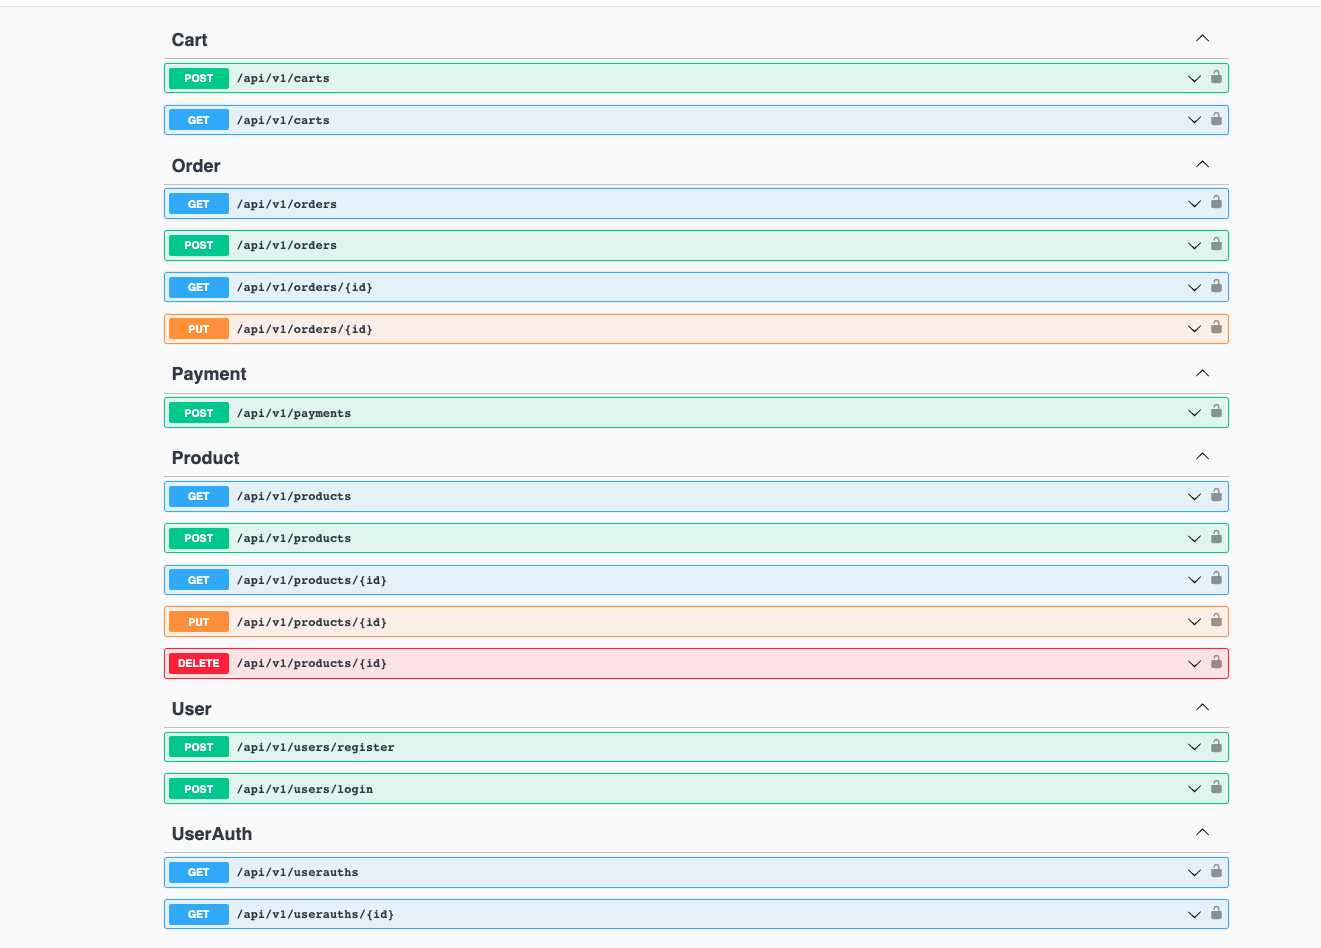 Cart
POST /api/v1/carts
GET /api/v1/carts
Order
GET /api/v1/orders
POST /api/v1/orders
GET /api/v1/orders/{id}
PUT /api/v1/orders/{id}
Payment
POST /api/v1/payments
Product
GET /api/v1/products
POST /api/v1/products
GET /api/v1/products/{id}
PUT /api/v1/products/{id}
DELETE /api/v1/products/{id}
User
POST /api/v1/users/register
POST /api/v1/users/login
UserAuth
GET /api/v1/userauths
GET /api/v1/userauths/{id}